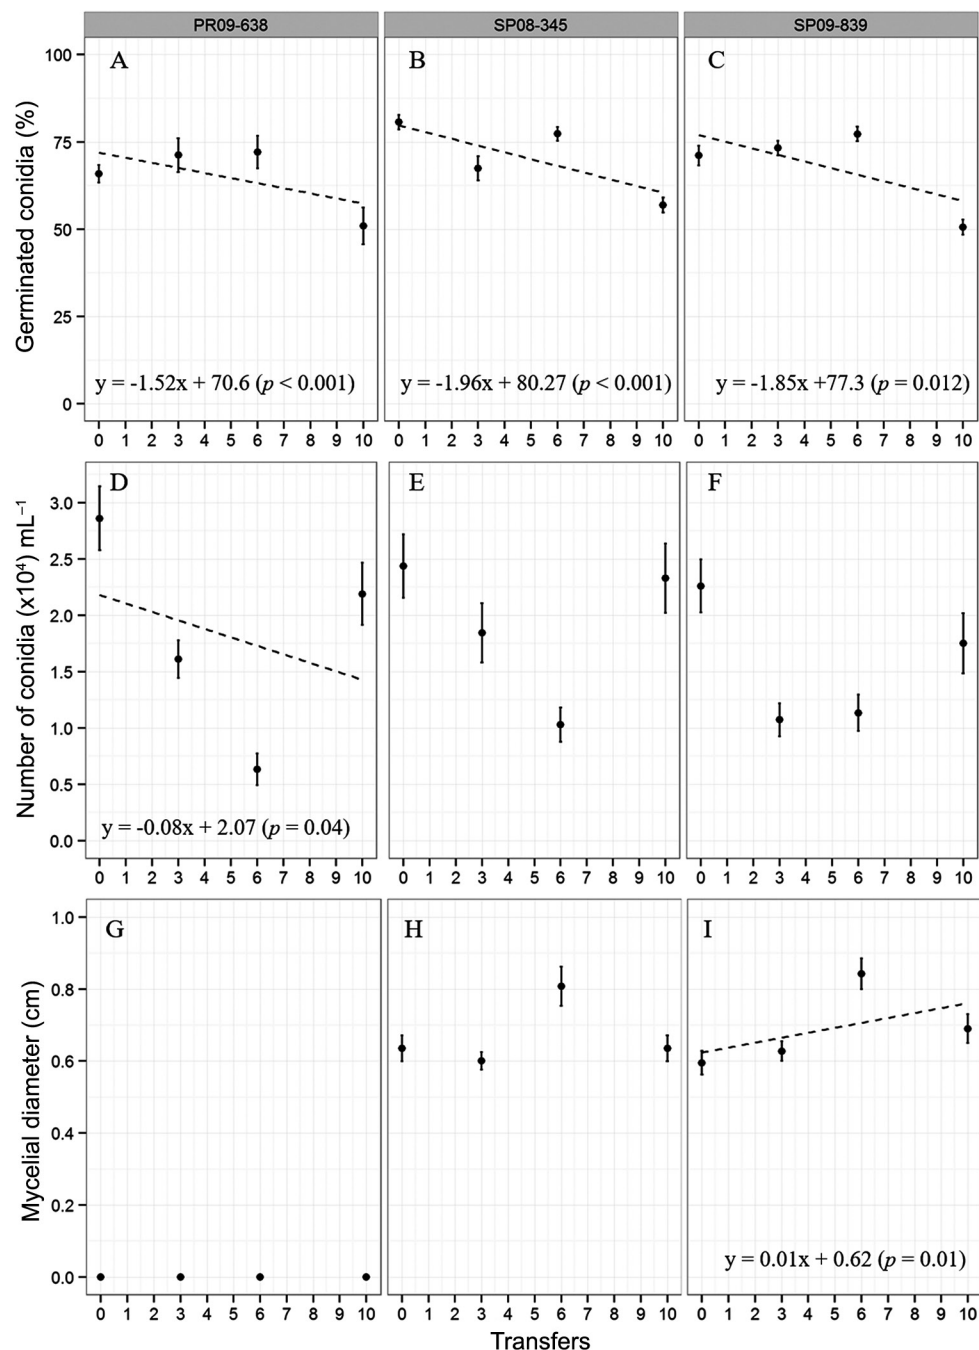 PR09-638 SP08-345 SP09-839
A B C
Germinated conidia (%)
100
75
50
25
0
y = -1.52x + 70.6 (p < 0.001) y = -1.96x + 80.27 (p < 0.001) y = -1.85x +77.3 (p = 0.012)
0 1 2 3 4 5 6 7 8 9 10 0 1 2 3 4 5 6 7 8 9 10 0 1 2 3 4 5 6 7 8 9 10
D E F
Number of conidia (x10⁴) mL⁻¹
3.0
2.5
2.0
1.5
1.0
0.5
0.0
y = -0.08x + 2.07 (p = 0.04)
0 1 2 3 4 5 6 7 8 9 10 0 1 2 3 4 5 6 7 8 9 10 0 1 2 3 4 5 6 7 8 9 10
G H I
Mycelial diameter (cm)
1.0
0.8
0.6
0.4
0.2
0.0
y = 0.01x + 0.62 (p = 0.01)
0 1 2 3 4 5 6 7 8 9 10 0 1 2 3 4 5 6 7 8 9 10 0 1 2 3 4 5 6 7 8 9 10
Transfers